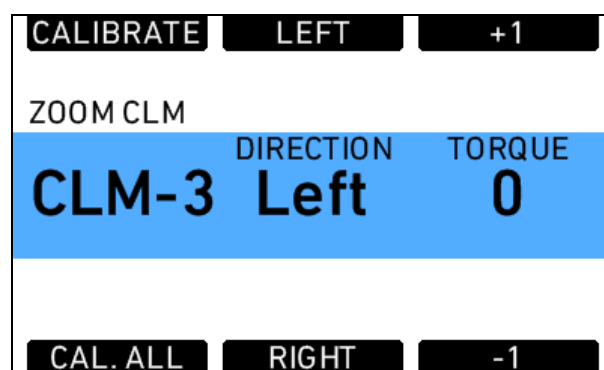 CALIBRATE LEFT +1
ZOOM CLM
DIRECTION TORQUE
CLM-3 Left 0
CAL. ALL RIGHT -1